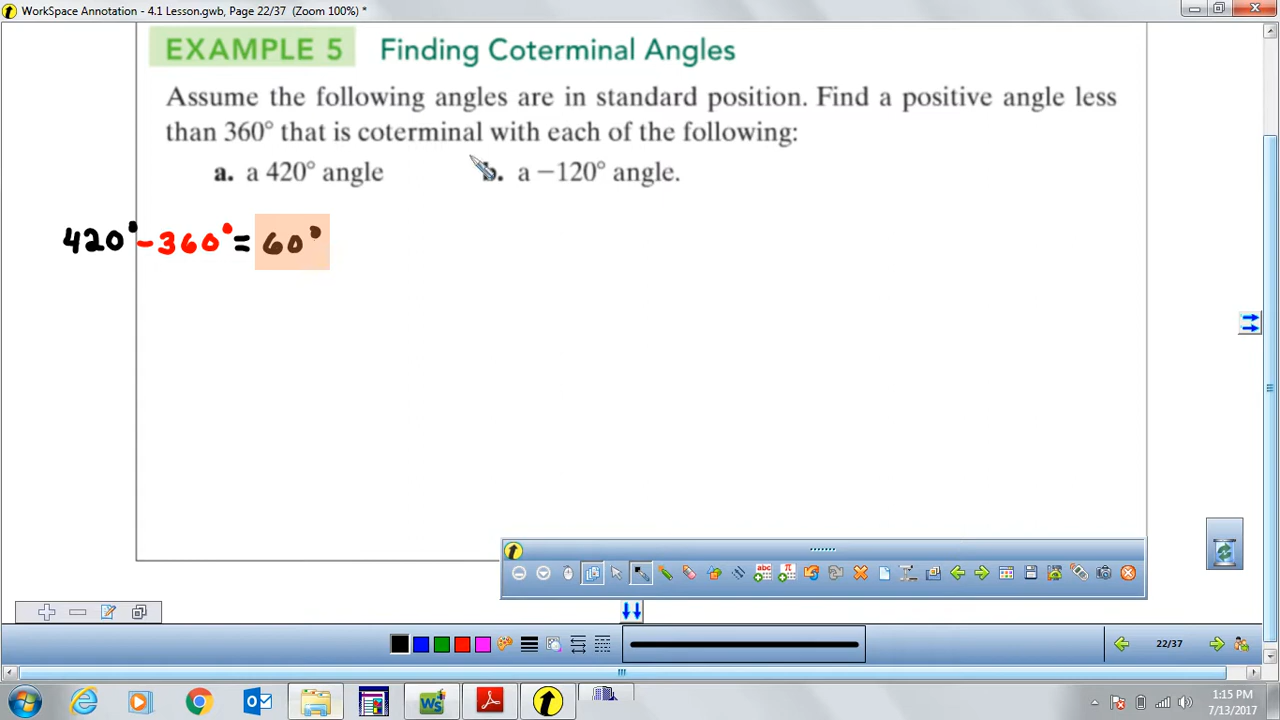 WorkSpace Annotation - 4.1 Lesson.gwb, Page 22/37 (Zoom 100%) *
EXAMPLE 5 Finding Coterminal Angles
Assume the following angles are in standard position. Find a positive angle less
than 360° that is coterminal with each of the following:
a. a 420° angle b. a −120° angle.
420° - 360° = 60°
abc π
22/37
1:15 PM
7/13/2017